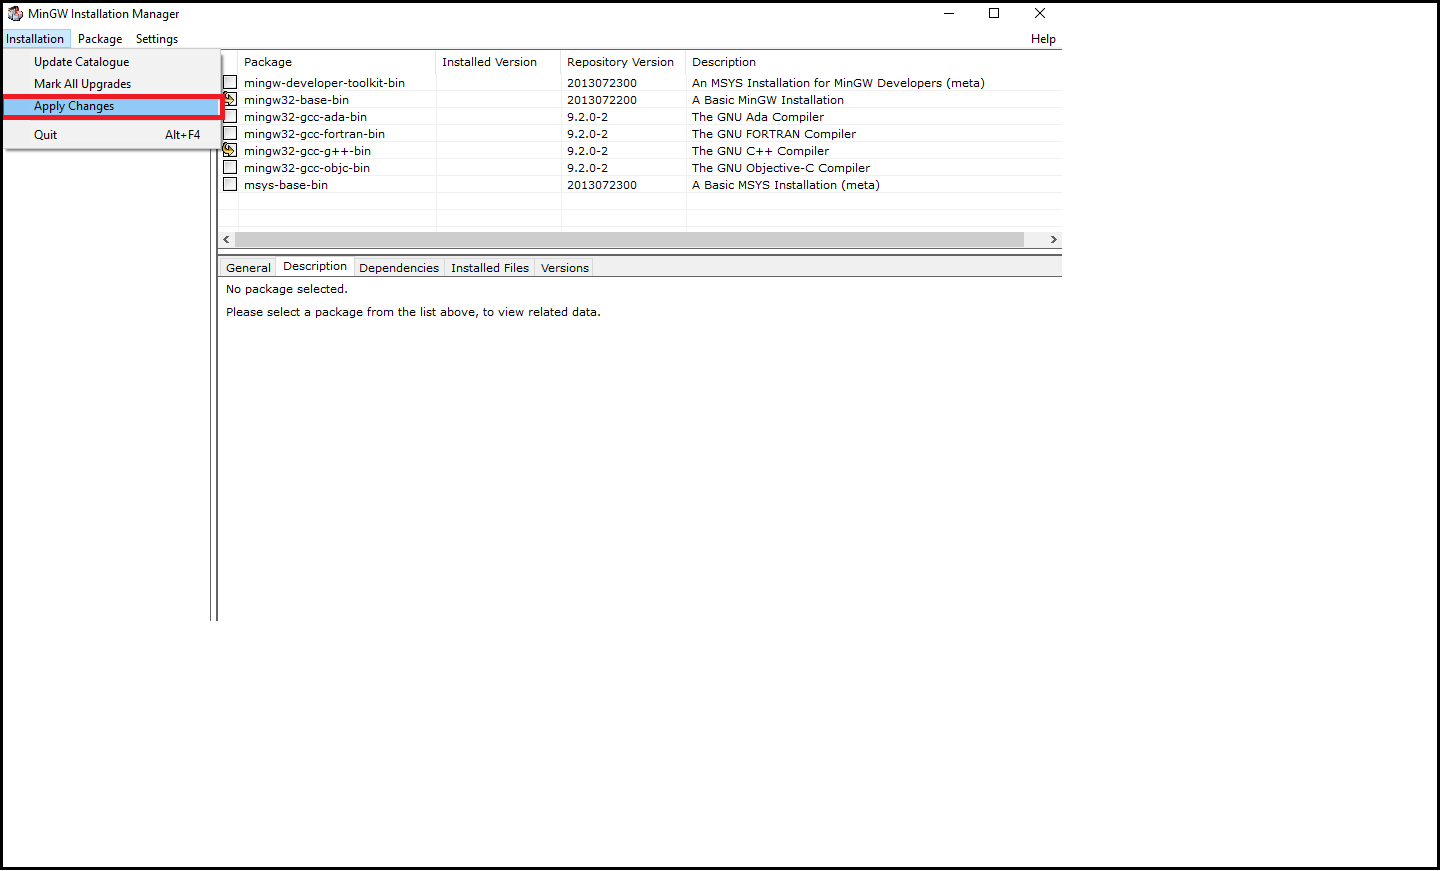 MinGW Installation Manager
Installation Package Settings Help
Update Catalogue
Mark All Upgrades
Apply Changes
Quit Alt+F4
Package Installed Version Repository Version Description
mingw-developer-toolkit-bin 2013072300 An MSYS Installation for MinGW Developers (meta)
mingw32-base-bin 2013072200 A Basic MinGW Installation
mingw32-gcc-ada-bin 9.2.0-2 The GNU Ada Compiler
mingw32-gcc-fortran-bin 9.2.0-2 The GNU FORTRAN Compiler
mingw32-gcc-g++-bin 9.2.0-2 The GNU C++ Compiler
mingw32-gcc-objc-bin 9.2.0-2 The GNU Objective-C Compiler
msys-base-bin 2013072300 A Basic MSYS Installation (meta)
General Description Dependencies Installed Files Versions
No package selected.
Please select a package from the list above, to view related data.